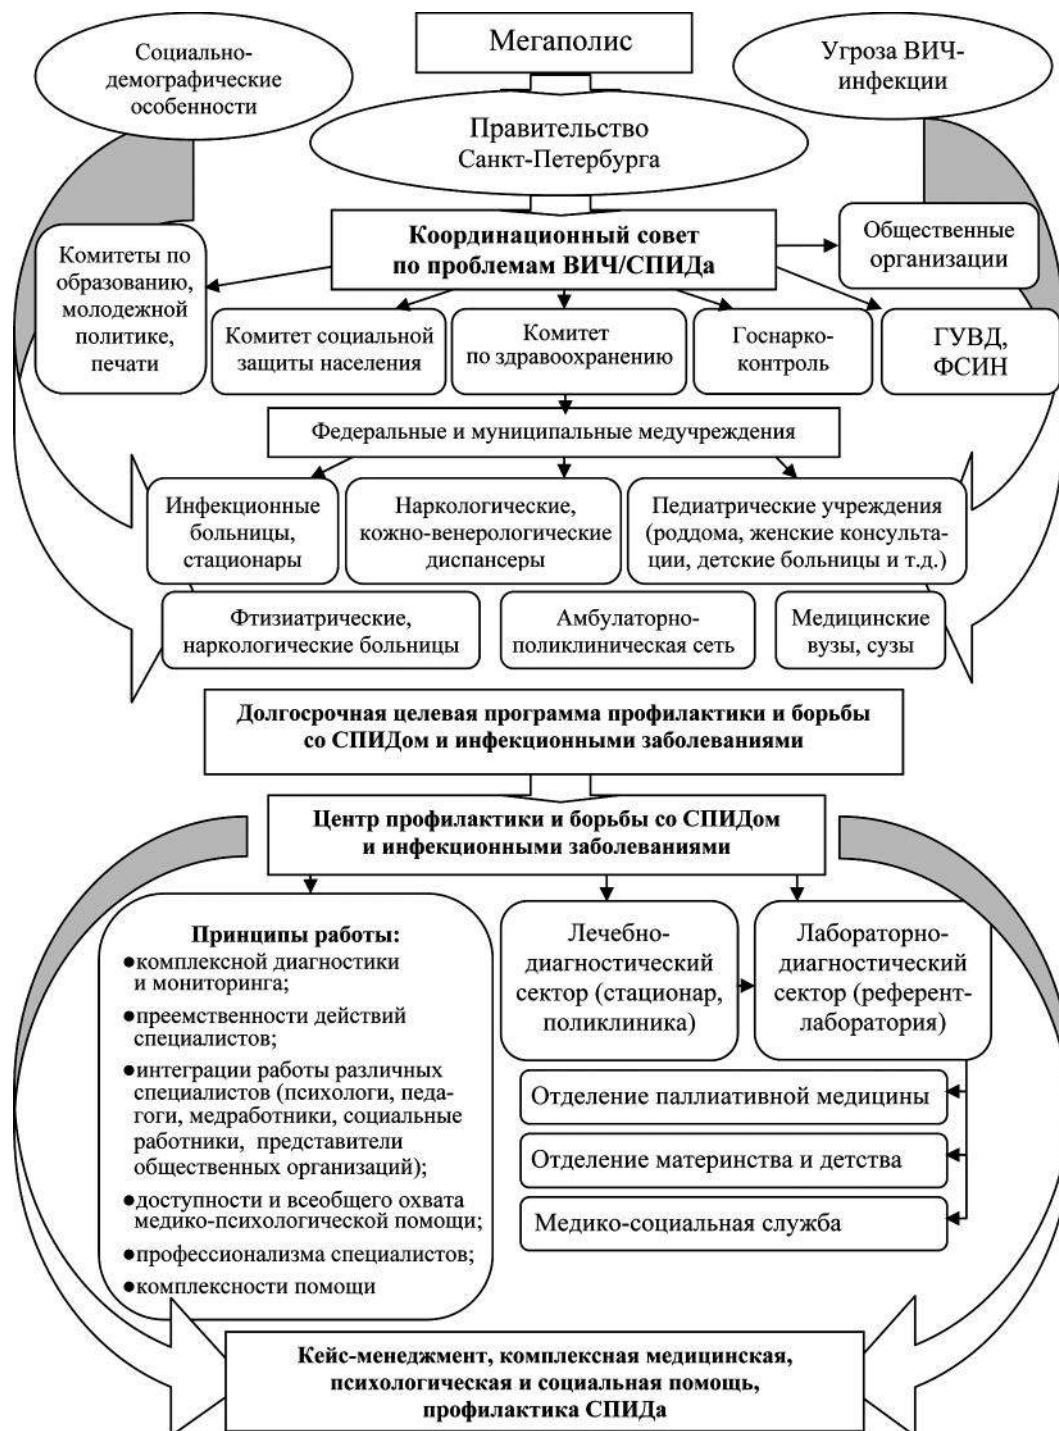 Социально-
демографические
особенности
Мегаполис
Угроза ВИЧ-
инфекции
Правительство
Санкт-Петербурга
Координационный совет
по проблемам ВИЧ/СПИДа
Общественные
организации
Комитеты по
образованию,
молодежной
политике,
печати
Комитет социальной
защиты населения
Комитет
по здравоохранению
Госнарко-
контроль
ГУВД,
ФСИН
Федеральные и муниципальные медучреждения
Инфекционные
больницы,
стационары
Наркологические,
кожно-венерологические
диспансеры
Педиатрические учреждения
(роддома, женские консульта-
ции, детские больницы и т.д.)
Фтизиатрические,
наркологические больницы
Амбулаторно-
поликлиническая сеть
Медицинские
вузы, сузы
Долгосрочная целевая программа профилактики и борьбы
со СПИДом и инфекционными заболеваниями
Центр профилактики и борьбы со СПИДом
и инфекционными заболеваниями
Принципы работы:
●комплексной диагностики
и мониторинга;
●преемственности действий
специалистов;
●интеграции работы различных
специалистов (психологи, педа-
гоги, медработники, социальные
работники, представители
общественных организаций);
●доступности и всеобщего охвата
медико-психологической помощи;
●профессионализма специалистов;
●комплексности помощи
Лечебно-
диагностический
сектор (стационар,
поликлиника)
Лабораторно-
диагностический
сектор (референт-
лаборатория)
Отделение паллиативной медицины
Отделение материнства и детства
Медико-социальная служба
Кейс-менеджмент, комплексная медицинская,
психологическая и социальная помощь,
профилактика СПИДа